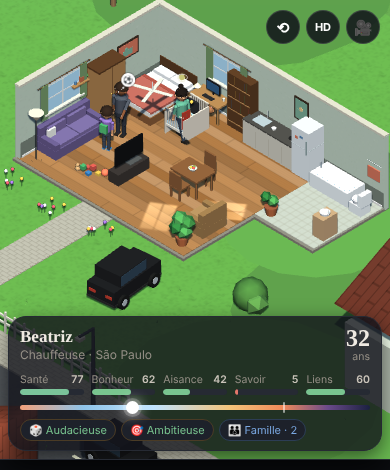 HD
Beatriz
32
Chauffeuse · São Paulo
ans
Santé 77 Bonheur 62 Aisance 42 Savoir 5 Liens 60
Audacieuse Ambitieuse Famille · 2